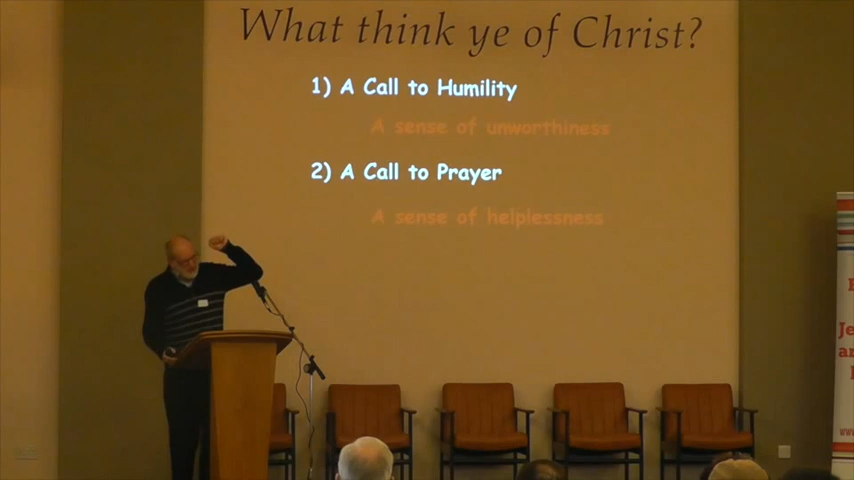 What think ye of Christ?
1) A Call to Humility
A sense of unworthiness
2) A Call to Prayer
A sense of helplessness